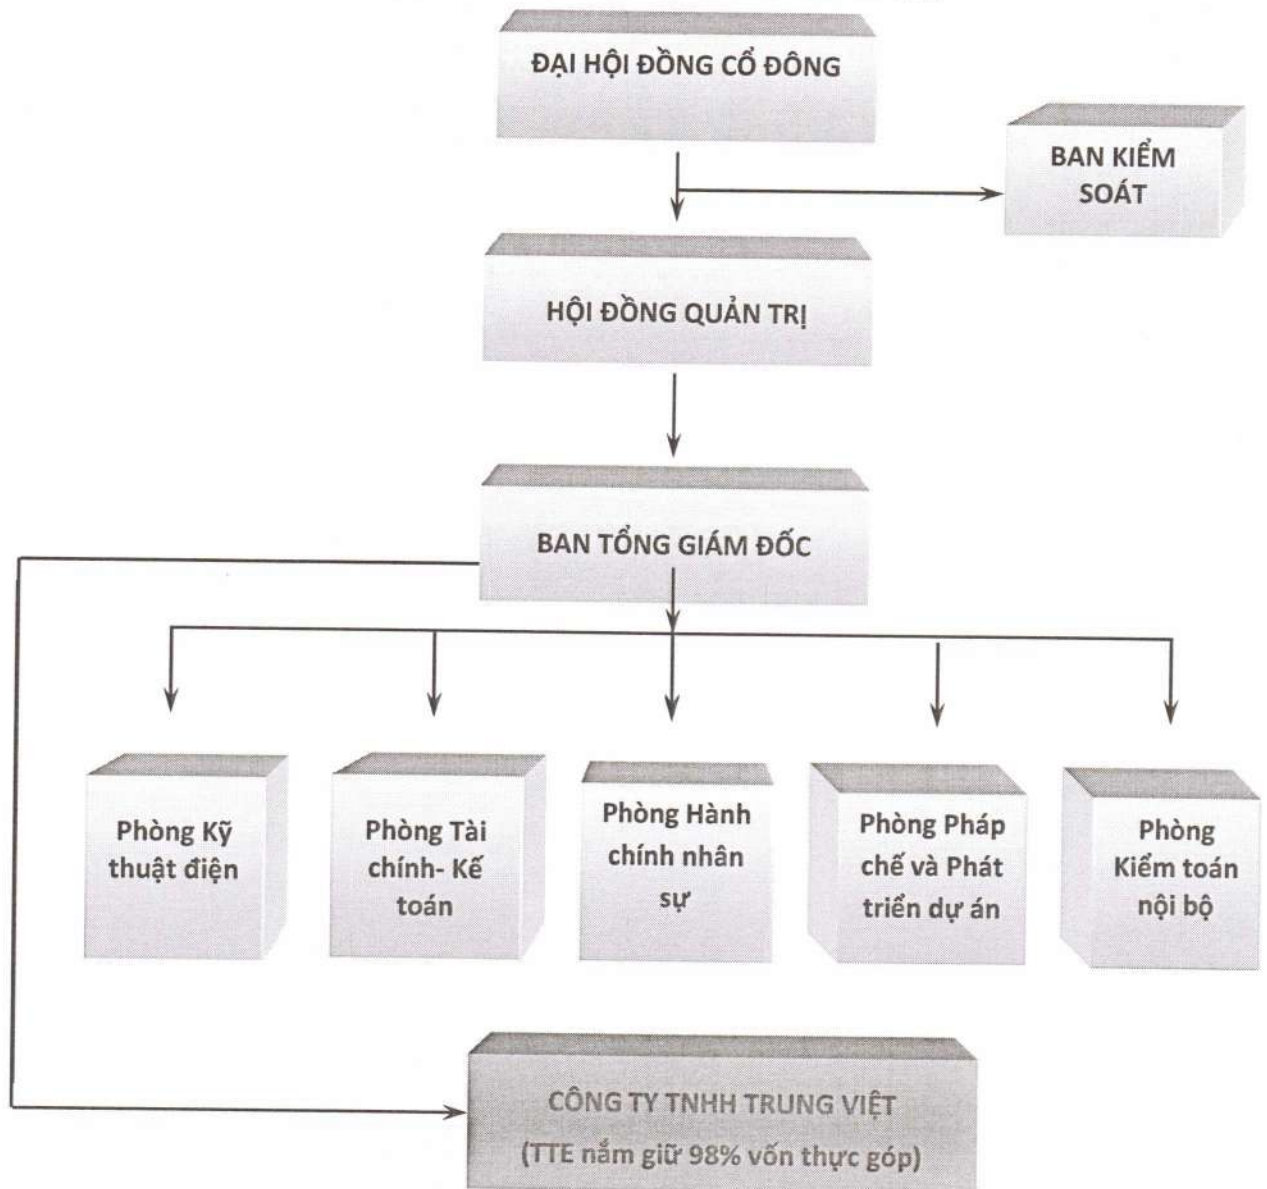 ĐẠI HỘI ĐỒNG CỔ ĐÔNG
BAN KIỂM
SOÁT
HỘI ĐỒNG QUẢN TRỊ
BAN TỔNG GIÁM ĐỐC
Phòng Kỹ
thuật điện
Phòng Tài
chính- Kế
toán
Phòng Hành
chính nhân
sự
Phòng Pháp
chế và Phát
triển dự án
Phòng
Kiểm toán
nội bộ
CÔNG TY TNHH TRUNG VIỆT
(TTE nắm giữ 98% vốn thực góp)